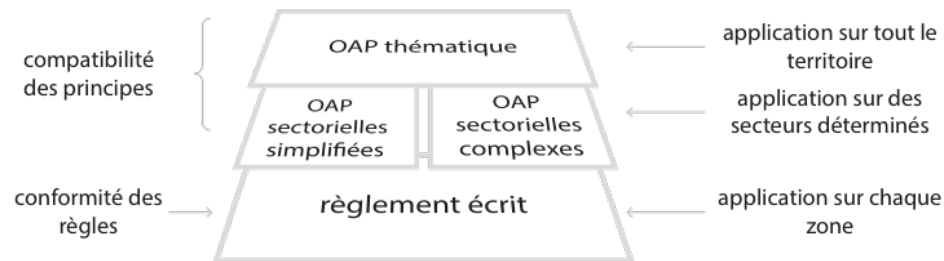 compatibilité
des principes
OAP thématique
application sur tout le
territoire
OAP
sectorielles
simplifiées
OAP
sectorielles
complexes
application sur des
secteurs déterminés
conformité des
règles
règlement écrit
application sur chaque
zone